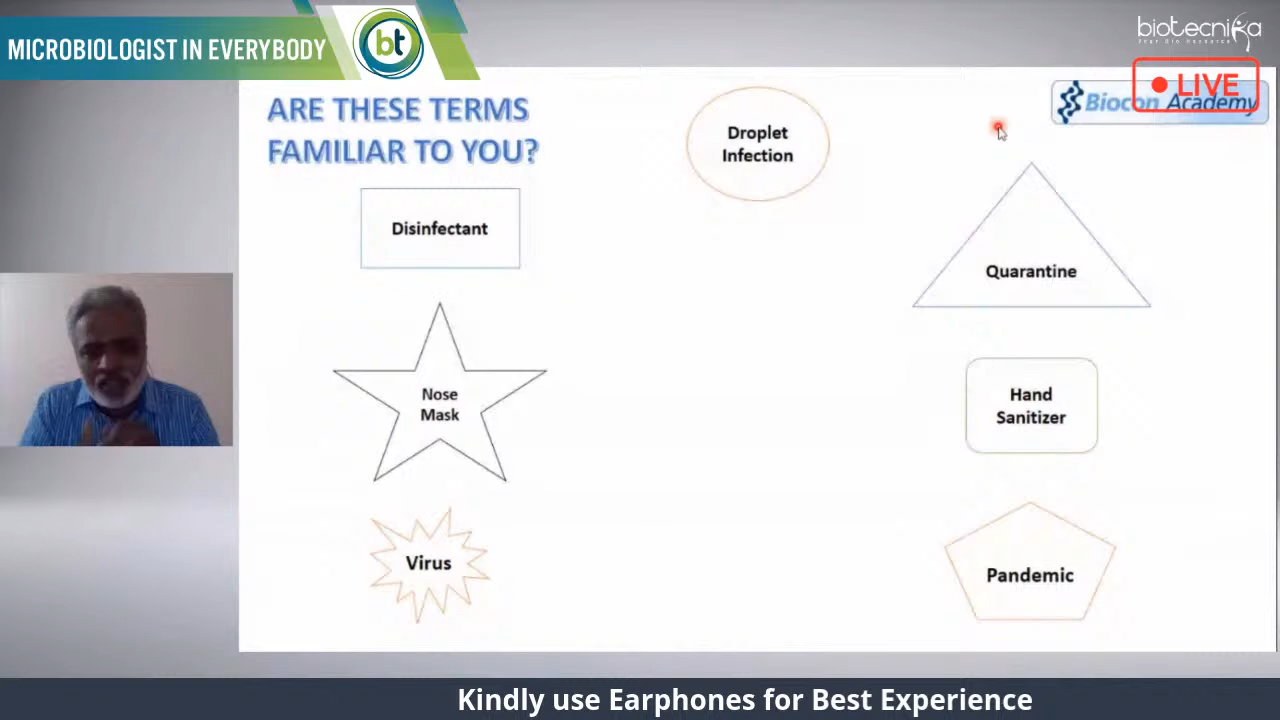 MICROBIOLOGIST IN EVERYBODY
bt
biotecnika
LIVE
Biocon Academy
ARE THESE TERMS
FAMILIAR TO YOU?
Droplet
Infection
Disinfectant
Quarantine
Nose
Mask
Hand
Sanitizer
Virus
Pandemic
Kindly use Earphones for Best Experience